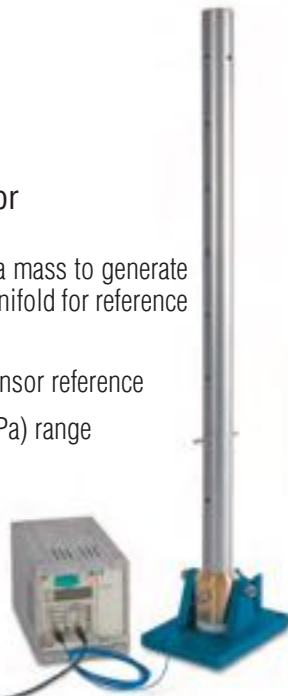 or
a mass to generate
nifold for reference
nsor reference
Pa) range